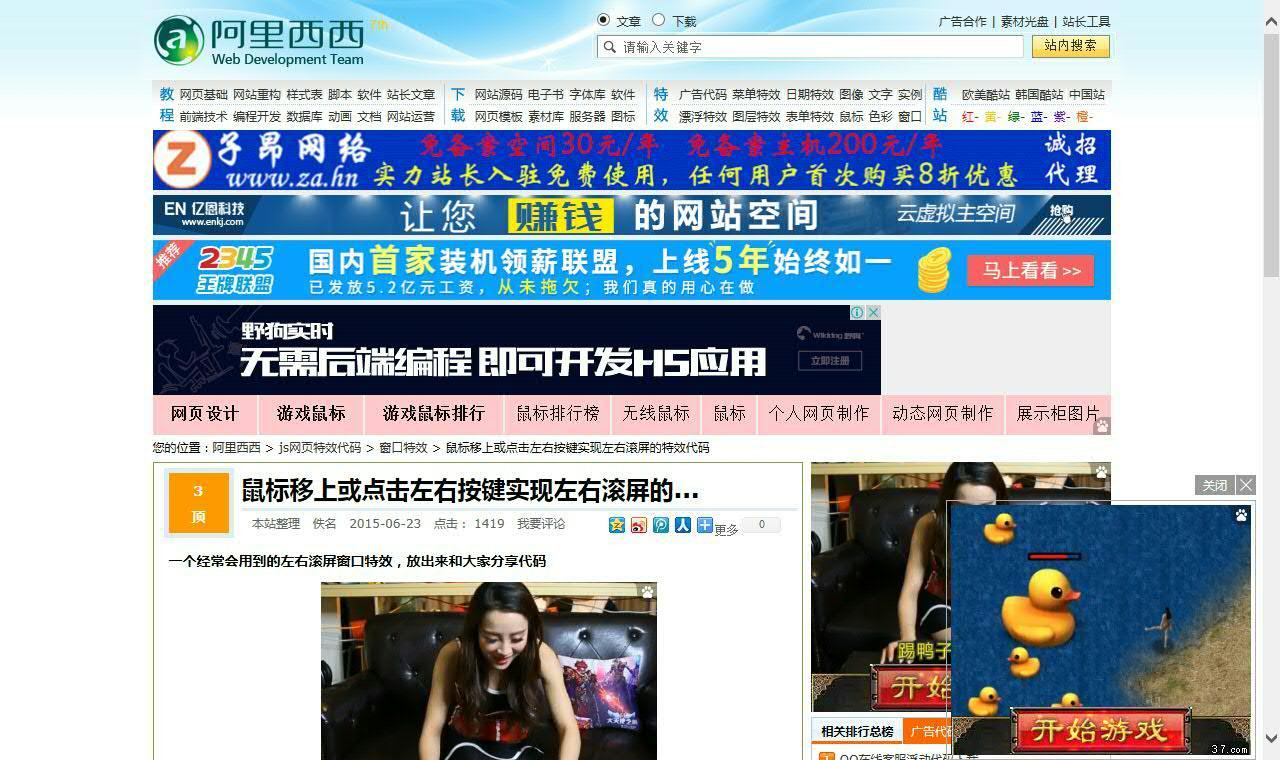 阿里西西 7th
Web Development Team
文章 下载
广告合作 | 素材光盘 | 站长工具
请输入关键字
站内搜索
教程 网页基础 网站重构 样式表 脚本 软件 站长文章
前端技术 编程开发 数据库 动画 文档 网站运营
下载 网站源码 电子书 字体库 软件
网页模板 素材库 服务器 图标
特效 广告代码 菜单特效 日期特效 图像 文字 实例
漂浮特效 图层特效 表单特效 鼠标 色彩 窗口
酷站 欧美酷站 韩国酷站 中国站
红- 黄- 绿- 蓝- 紫- 橙-
Z 子昂网络
www.za.hn
免备案空间30元/年 免备案主机200元/年
实力站长入驻免费使用，任何用户首次购买8折优惠
诚招
代理
EN 亿恩科技
www.enkj.com
让您 赚钱 的网站空间
云虚拟主空间
抢购
推荐
2345
王牌联盟
国内首家装机领薪联盟，上线5年始终如一
已发放5.2亿元工资，从未拖欠；我们真的用心在做
马上看看 >>
野狗实时
无需后端编程 即可开发H5应用
Wilddog 野狗
立即注册
网页设计 游戏鼠标 游戏鼠标排行 鼠标排行榜 无线鼠标 鼠标 个人网页制作 动态网页制作 展示柜图片
您的位置：阿里西西 > js网页特效代码 > 窗口特效 > 鼠标移上或点击左右按键实现左右滚屏的特效代码
3
顶
鼠标移上或点击左右按键实现左右滚屏的...
本站整理 佚名 2015-06-23 点击： 1419 我要评论
更多 0
一个经常会用到的左右滚屏窗口特效，放出来和大家分享代码
踢鸭子
开始
关闭
开始游戏
37.com
相关排行总榜 广告代码
1 QQ在线客服浮动代码下载